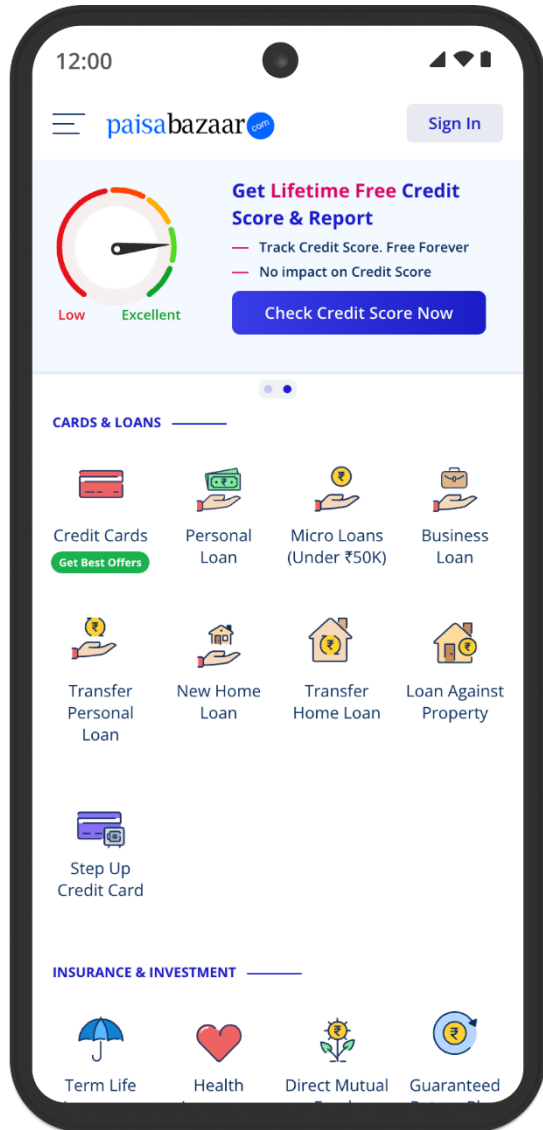 12:00
paisabazaar com
Sign In
Get Lifetime Free Credit
Score & Report
Track Credit Score. Free Forever
No impact on Credit Score
Low
Excellent
Check Credit Score Now
CARDS & LOANS
Credit Cards
Get Best Offers
Personal
Loan
Micro Loans
(Under ₹50K)
Business
Loan
Transfer
Personal
Loan
New Home
Loan
Transfer
Home Loan
Loan Against
Property
Step Up
Credit Card
INSURANCE & INVESTMENT
Term Life
Health
Direct Mutual
Guaranteed